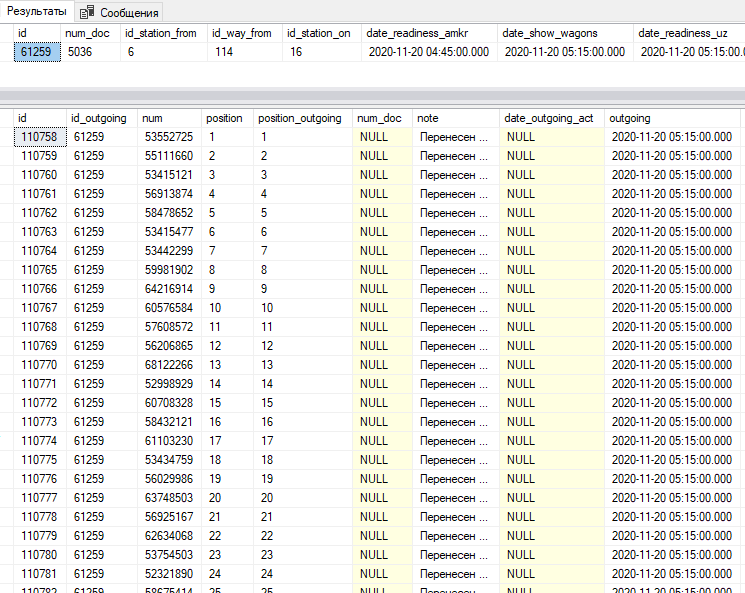 Результаты Сообщения
id num_doc id_station_from id_way_from id_station_on date_readiness_amkr date_show_wagons date_readiness_uz
61259 5036 6 114 16 2020-11-20 04:45:00.000 2020-11-20 05:15:00.000 2020-11-20 05:15:00.0
id id_outgoing num position position_outgoing num_doc note date_outgoing_act outgoing
110758 61259 53552725 1 1 NULL Перенесен ... NULL 2020-11-20 05:15:00.000
110759 61259 55111660 2 2 NULL Перенесен ... NULL 2020-11-20 05:15:00.000
110760 61259 53415121 3 3 NULL Перенесен ... NULL 2020-11-20 05:15:00.000
110761 61259 56913874 4 4 NULL Перенесен ... NULL 2020-11-20 05:15:00.000
110762 61259 58478652 5 5 NULL Перенесен ... NULL 2020-11-20 05:15:00.000
110763 61259 53415477 6 6 NULL Перенесен ... NULL 2020-11-20 05:15:00.000
110764 61259 53442299 7 7 NULL Перенесен ... NULL 2020-11-20 05:15:00.000
110765 61259 59981902 8 8 NULL Перенесен ... NULL 2020-11-20 05:15:00.000
110766 61259 64216914 9 9 NULL Перенесен ... NULL 2020-11-20 05:15:00.000
110767 61259 60576584 10 10 NULL Перенесен ... NULL 2020-11-20 05:15:00.000
110768 61259 57608572 11 11 NULL Перенесен ... NULL 2020-11-20 05:15:00.000
110769 61259 56206865 12 12 NULL Перенесен ... NULL 2020-11-20 05:15:00.000
110770 61259 68122266 13 13 NULL Перенесен ... NULL 2020-11-20 05:15:00.000
110771 61259 52998929 14 14 NULL Перенесен ... NULL 2020-11-20 05:15:00.000
110772 61259 60708328 15 15 NULL Перенесен ... NULL 2020-11-20 05:15:00.000
110773 61259 58432121 16 16 NULL Перенесен ... NULL 2020-11-20 05:15:00.000
110774 61259 61103230 17 17 NULL Перенесен ... NULL 2020-11-20 05:15:00.000
110775 61259 53434759 18 18 NULL Перенесен ... NULL 2020-11-20 05:15:00.000
110776 61259 56029986 19 19 NULL Перенесен ... NULL 2020-11-20 05:15:00.000
110777 61259 63748503 20 20 NULL Перенесен ... NULL 2020-11-20 05:15:00.000
110778 61259 56925167 21 21 NULL Перенесен ... NULL 2020-11-20 05:15:00.000
110779 61259 62634068 22 22 NULL Перенесен ... NULL 2020-11-20 05:15:00.000
110780 61259 53754503 23 23 NULL Перенесен ... NULL 2020-11-20 05:15:00.000
110781 61259 52321890 24 24 NULL Перенесен ... NULL 2020-11-20 05:15:00.000
110782 61259 58675414 25 25 NULL Перенесен ... NULL 2020-11-20 05:15:00.000